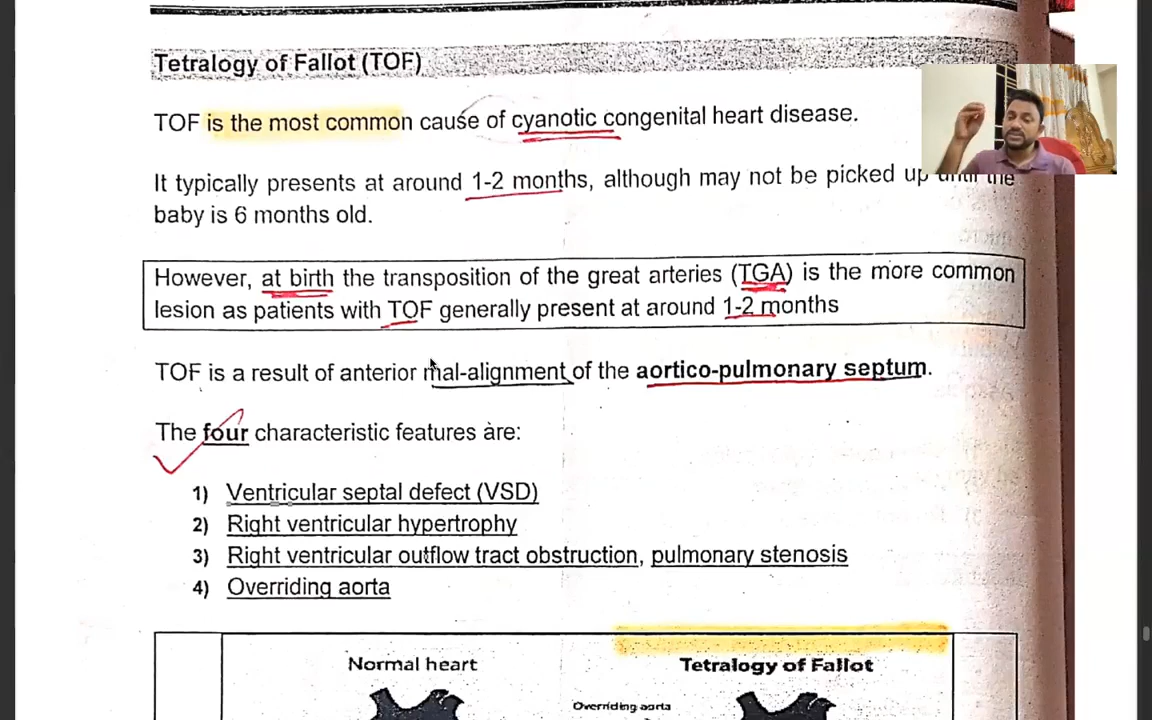 Tetralogy of Fallot (TOF)
TOF is the most common cause of cyanotic congenital heart disease.
It typically presents at around 1-2 months, although may not be picked up until the
baby is 6 months old.
However, at birth the transposition of the great arteries (TGA) is the more common
lesion as patients with TOF generally present at around 1-2 months
TOF is a result of anterior mal-alignment of the aortico-pulmonary septum.
The four characteristic features are:
1) Ventricular septal defect (VSD)
2) Right ventricular hypertrophy
3) Right ventricular outflow tract obstruction, pulmonary stenosis
4) Overriding aorta
Normal heart
Tetralogy of Fallot
Overriding aorta